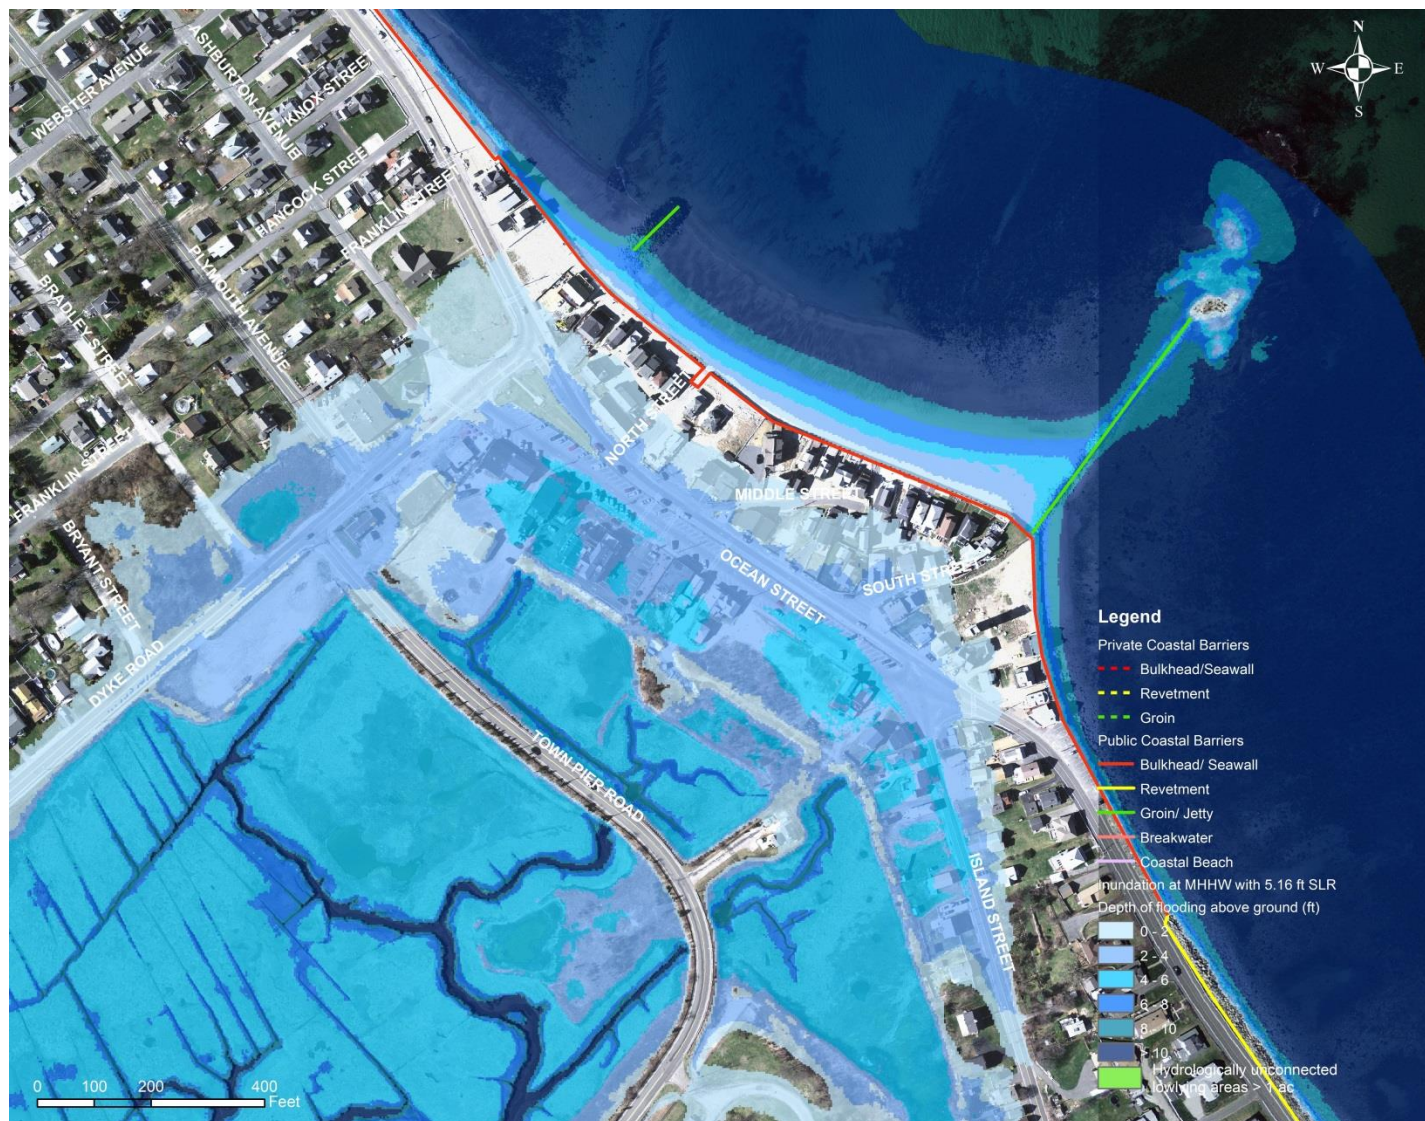 N
W E
S
WEBSTER AVENUE
ASHBURTON AVENUE
KNOX STREET
HANCOCK STREET
FRANKLIN STREET
PLYMOUTH AVENUE
BRADLEY STREET
FRANKLIN STREET
BRYANT STREET
DYKE ROAD
NORTH STREET
MIDDLE STREET
OCEAN STREET
SOUTH STREET
TOWN PIER ROAD
ISLAND STREET
Legend
Private Coastal Barriers
Bulkhead/Seawall
Revetment
Groin
Public Coastal Barriers
Bulkhead/ Seawall
Revetment
Groin/ Jetty
Breakwater
Coastal Beach
Inundation at MHHW with 5.16 ft SLR
Depth of flooding above ground (ft)
0 - 2
2 - 4
4 - 6
6 - 8
8 - 10
10
Hydrologically unconnected
lowlying areas > 1 ac
0 100 200 400
Feet